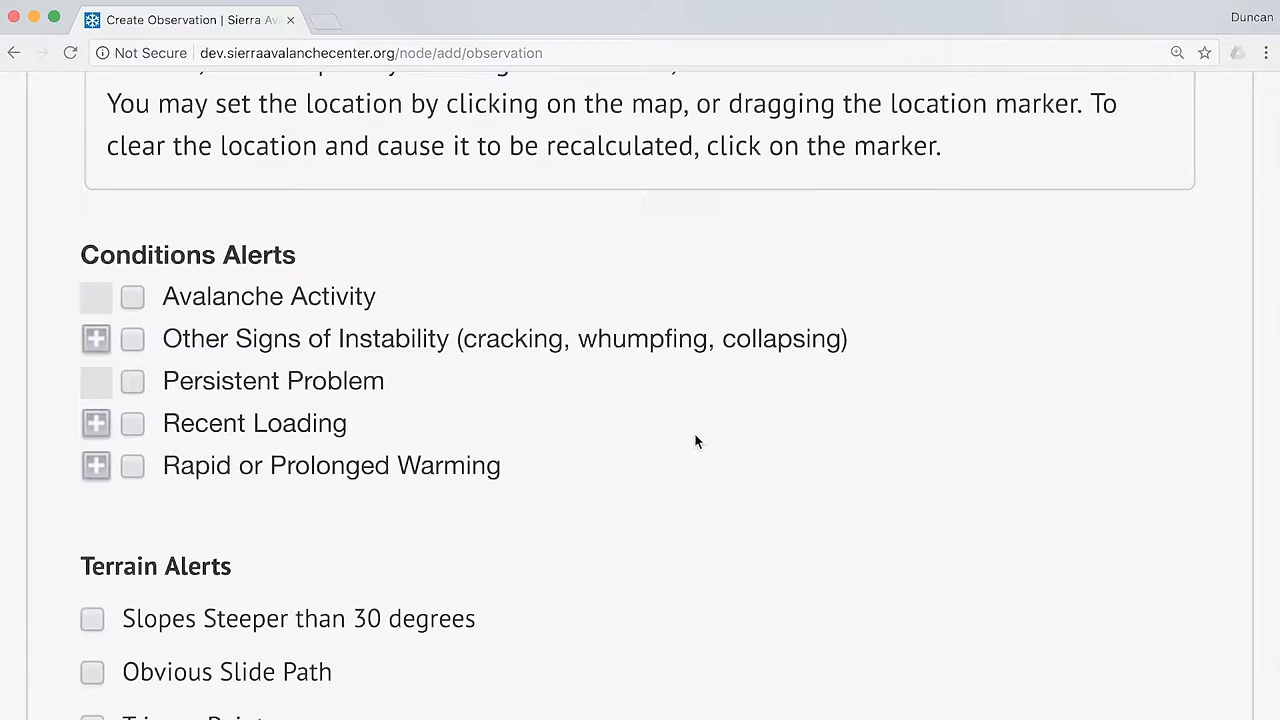 Create Observation | Sierra Av
Duncan
Not Secure
dev.sierraavalanchecenter.org/node/add/observation
You may set the location by clicking on the map, or dragging the location marker. To
clear the location and cause it to be recalculated, click on the marker.
Conditions Alerts
Avalanche Activity
Other Signs of Instability (cracking, whumpfing, collapsing)
Persistent Problem
Recent Loading
Rapid or Prolonged Warming
Terrain Alerts
Slopes Steeper than 30 degrees
Obvious Slide Path